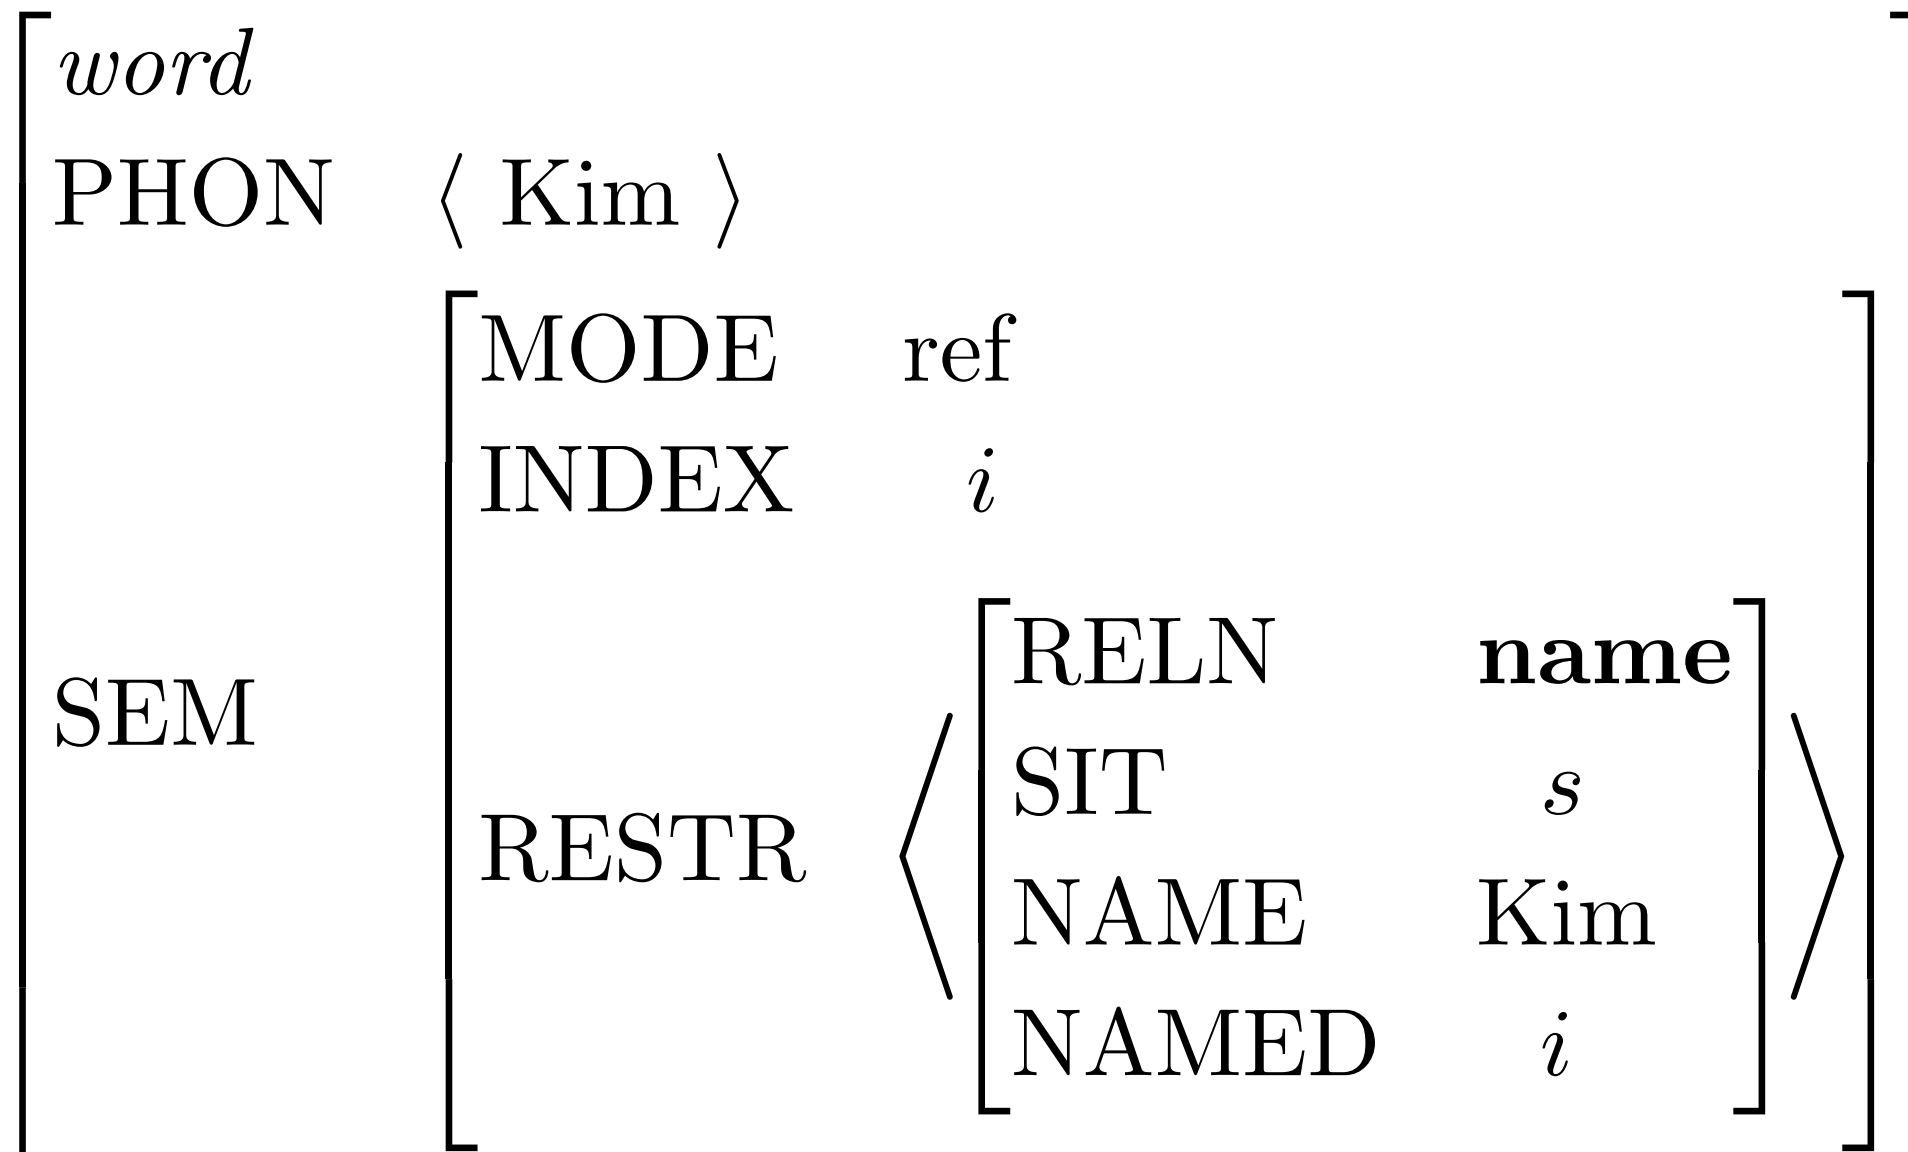 word
PHON ⟨ Kim ⟩
MODE ref
INDEX i
SEM
RESTR
RELN name
SIT s
NAME Kim
NAMED i